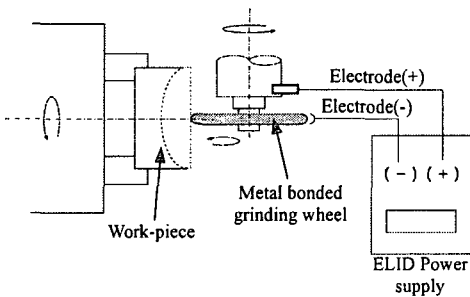 Electrode(+)
Electrode(-)
(-) (+)
Metal bonded
grinding wheel
Work-piece
ELID Power
supply